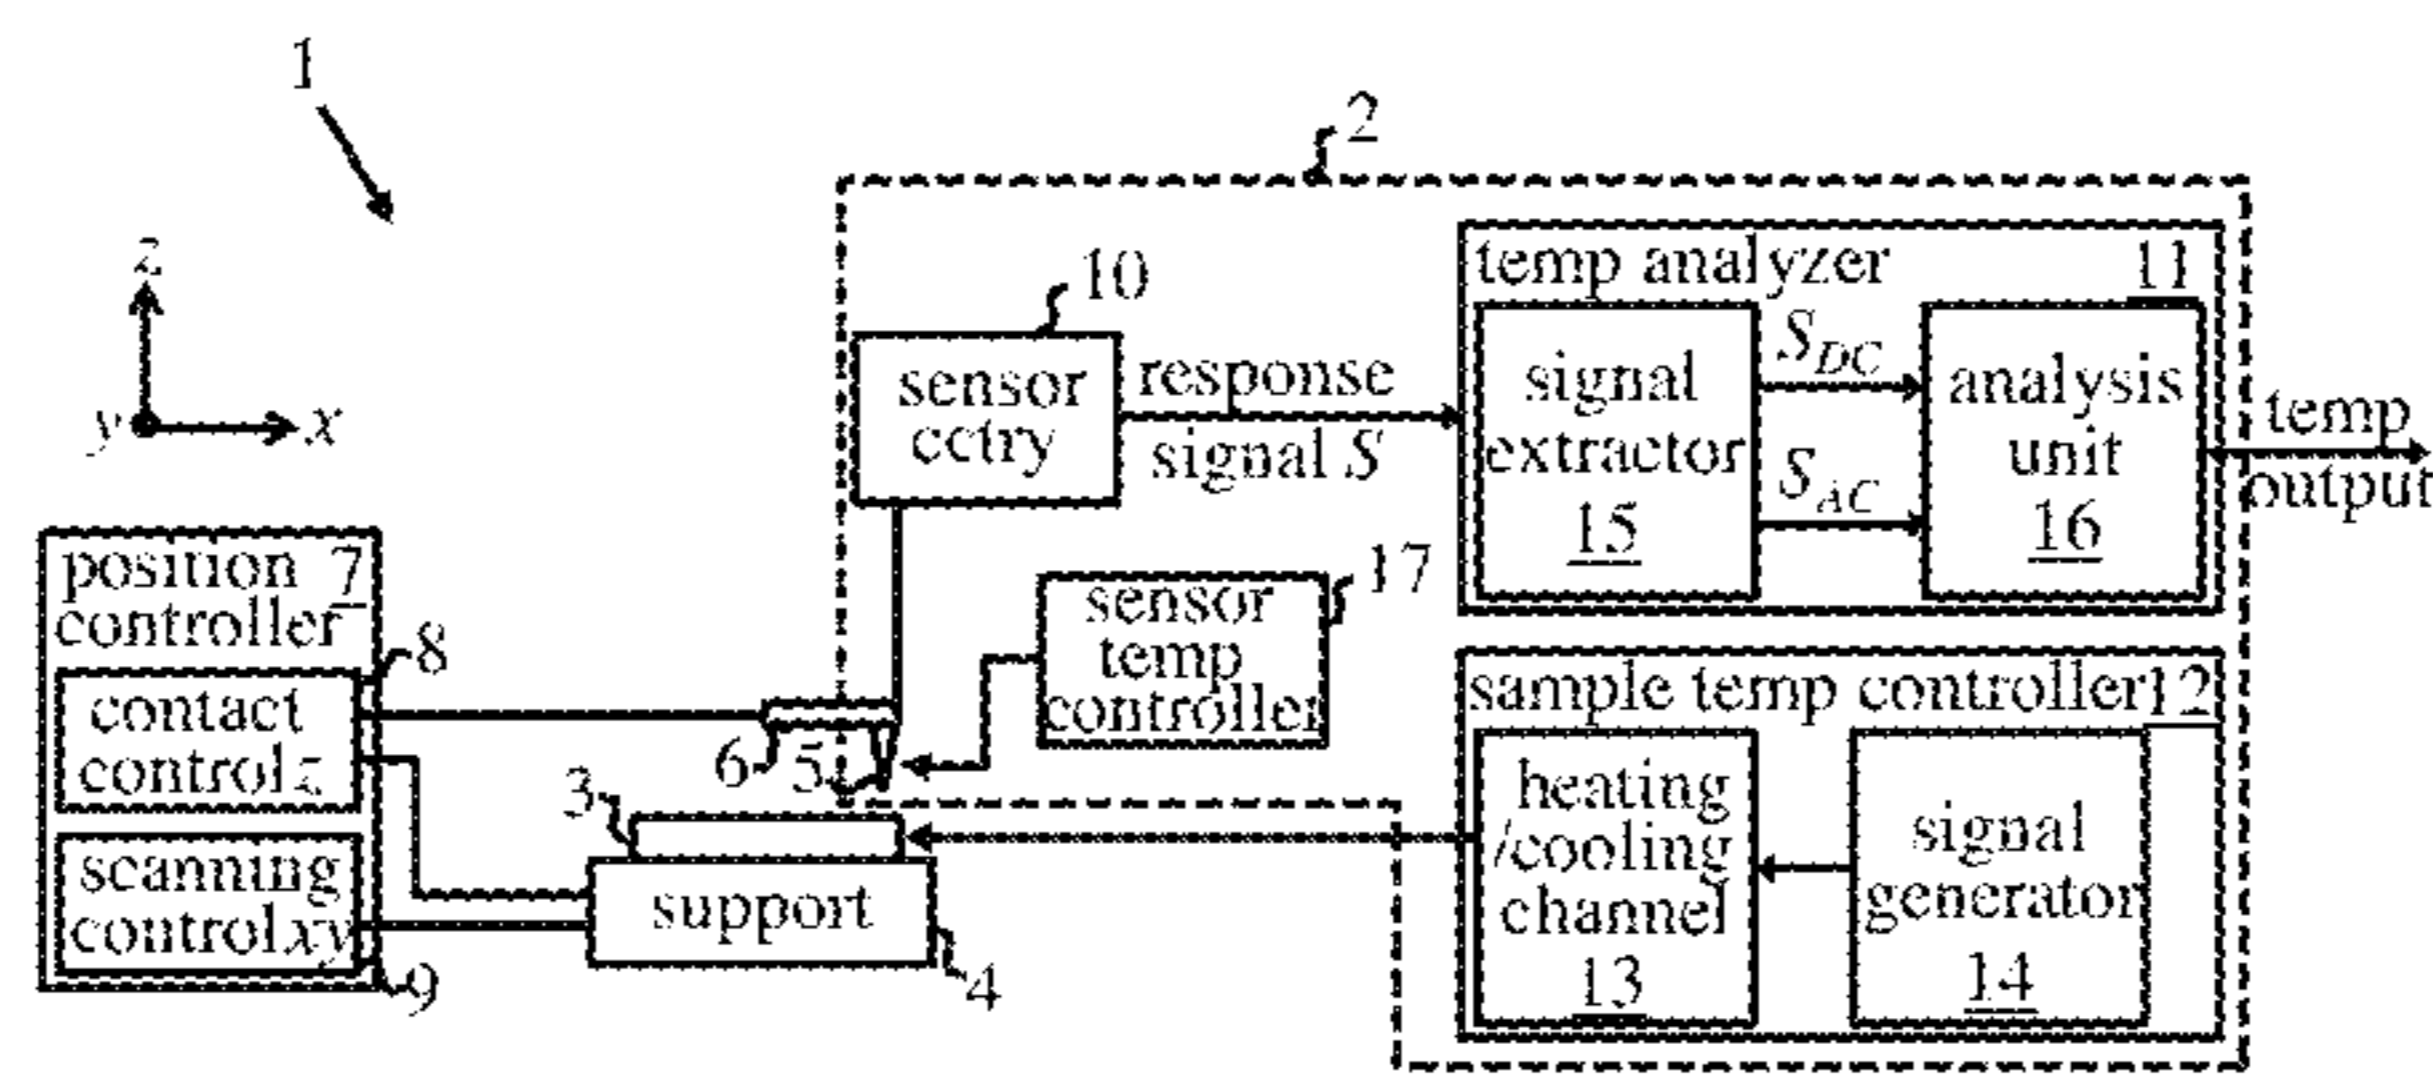 1
2
z
y
x
10
sensor
cctry
response
signal S
temp analyzer
11
signal
extractor
15
S_DC
S_AC
analysis
unit
16
temp
output
position
controller
7
8
contact
control z
scanning
control xy
9
6
5
3
support
4
17
sensor
temp
controller
sample temp controller
12
heating
/cooling
channel
13
signal
generator
14